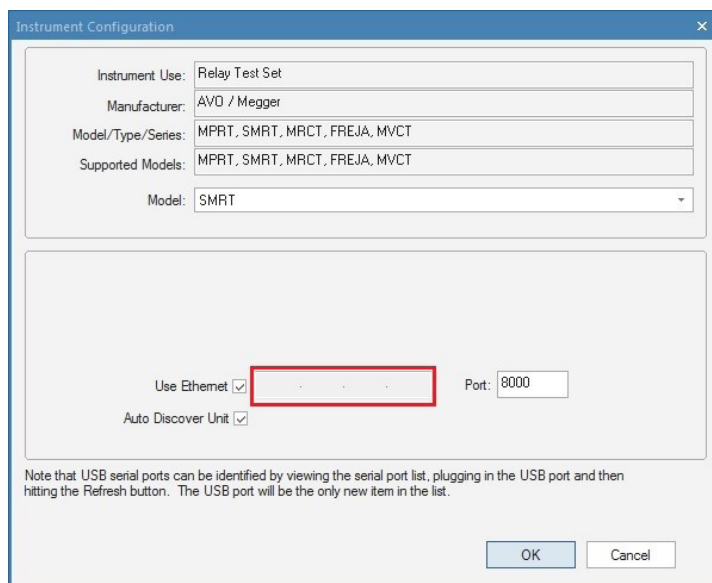 Instrument Configuration
Instrument Use: Relay Test Set
Manufacturer: AVO / Megger
Model/Type/Series: MPRT, SMRT, MRCT, FREJA, MVCT
Supported Models: MPRT, SMRT, MRCT, FREJA, MVCT
Model: SMRT
Use Ethernet . . . Port: 8000
Auto Discover Unit
Note that USB serial ports can be identified by viewing the serial port list, plugging in the USB port and then
hitting the Refresh button. The USB port will be the only new item in the list.
OK Cancel